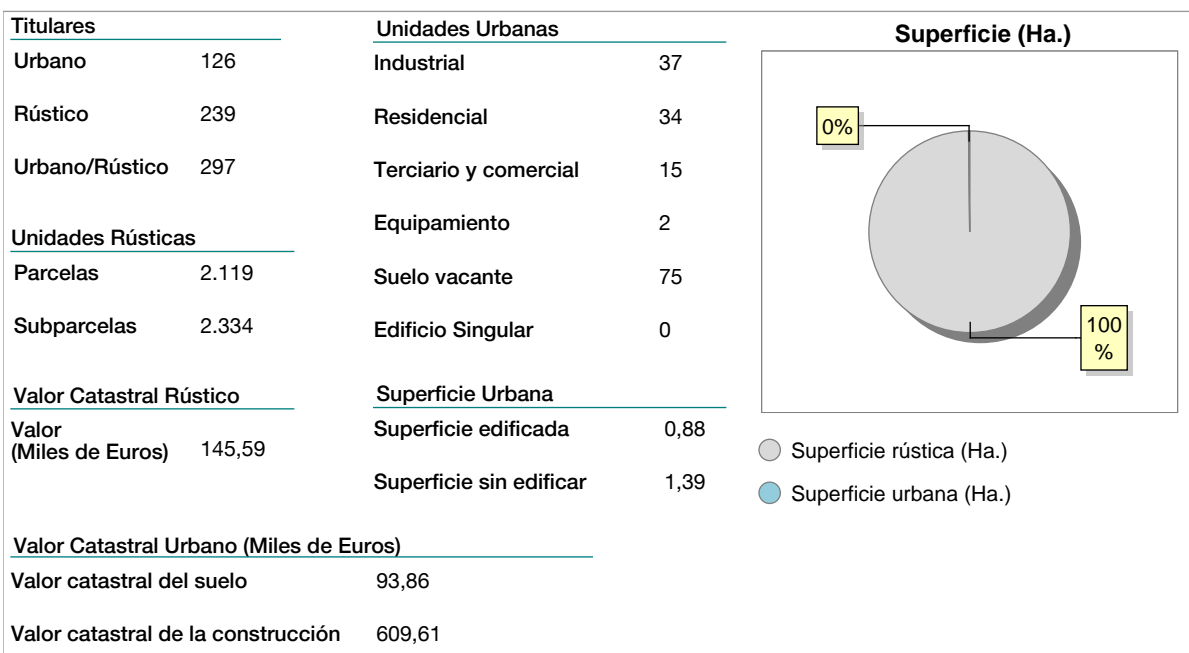 Titulares
Urbano 126
Rústico 239
Urbano/Rústico 297
Unidades Rústicas
Parcelas 2.119
Subparcelas 2.334
Valor Catastral Rústico
Valor
(Miles de Euros) 145,59
Unidades Urbanas
Industrial 37
Residencial 34
Terciario y comercial 15
Equipamiento 2
Suelo vacante 75
Edificio Singular 0
Superficie Urbana
Superficie edificada 0,88
Superficie sin edificar 1,39
Valor Catastral Urbano (Miles de Euros)
Valor catastral del suelo 93,86
Valor catastral de la construcción 609,61
Superficie (Ha.)
0%
100
%
Superficie rústica (Ha.)
Superficie urbana (Ha.)